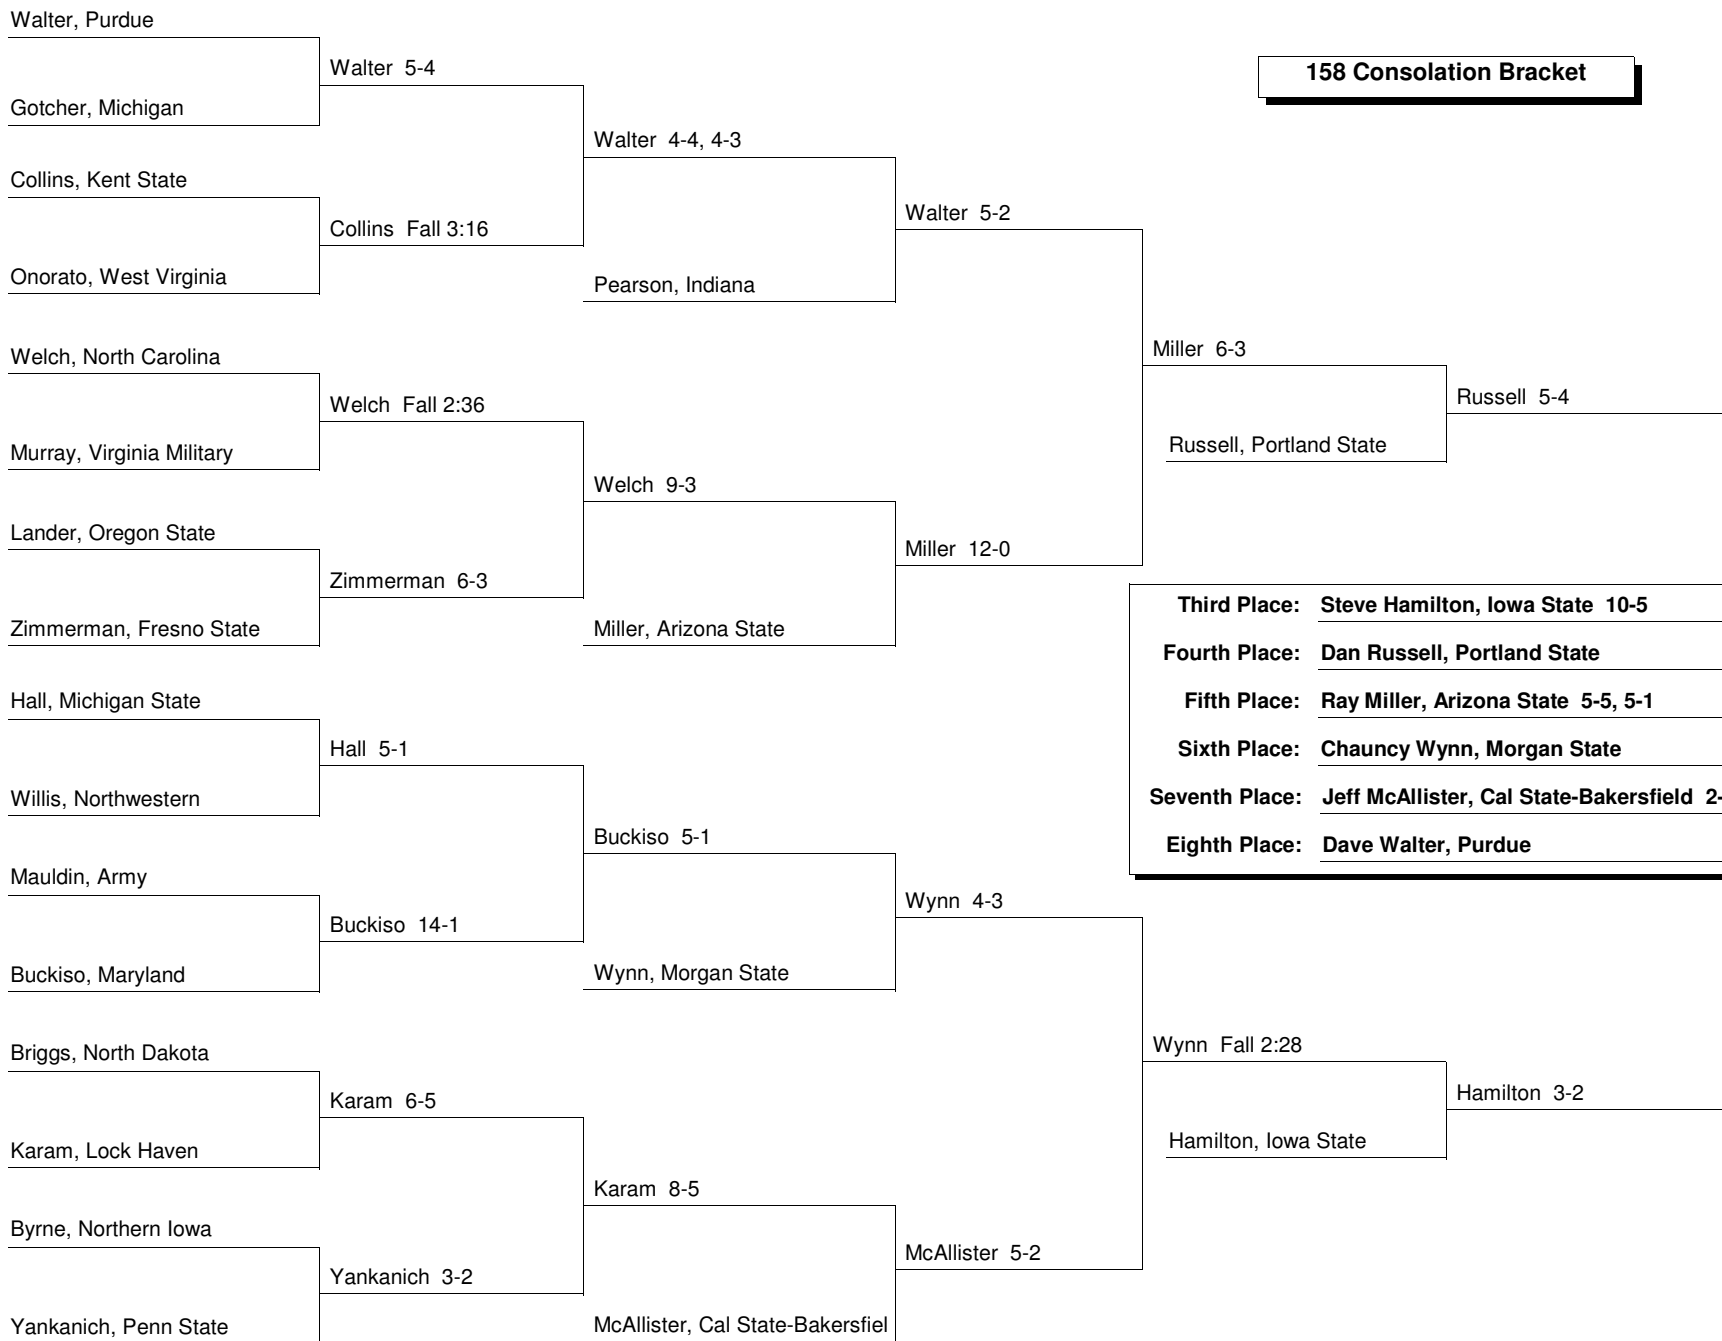 Walter, Purdue
Walter 5-4
158 Consolation Bracket
Gotcher, Michigan
Walter 4-4, 4-3
Collins, Kent State
Walter 5-2
Collins Fall 3:16
Onorato, West Virginia
Pearson, Indiana
Miller 6-3
Welch, North Carolina
Russell 5-4
Welch Fall 2:36
Russell, Portland State
Murray, Virginia Military
Welch 9-3
Lander, Oregon State
Miller 12-0
Zimmerman 6-3
Third Place: Steve Hamilton, Iowa State 10-5
Zimmerman, Fresno State
Miller, Arizona State
Fourth Place: Dan Russell, Portland State
Hall, Michigan State
Fifth Place: Ray Miller, Arizona State 5-5, 5-1
Hall 5-1
Sixth Place: Chauncy Wynn, Morgan State
Willis, Northwestern
Seventh Place: Jeff McAllister, Cal State-Bakersfield 2-
Buckiso 5-1
Eighth Place: Dave Walter, Purdue
Mauldin, Army
Wynn 4-3
Buckiso 14-1
Buckiso, Maryland
Wynn, Morgan State
Wynn Fall 2:28
Briggs, North Dakota
Hamilton 3-2
Karam 6-5
Hamilton, Iowa State
Karam, Lock Haven
Karam 8-5
Byrne, Northern Iowa
McAllister 5-2
Yankanich 3-2
Yankanich, Penn State
McAllister, Cal State-Bakersfiel